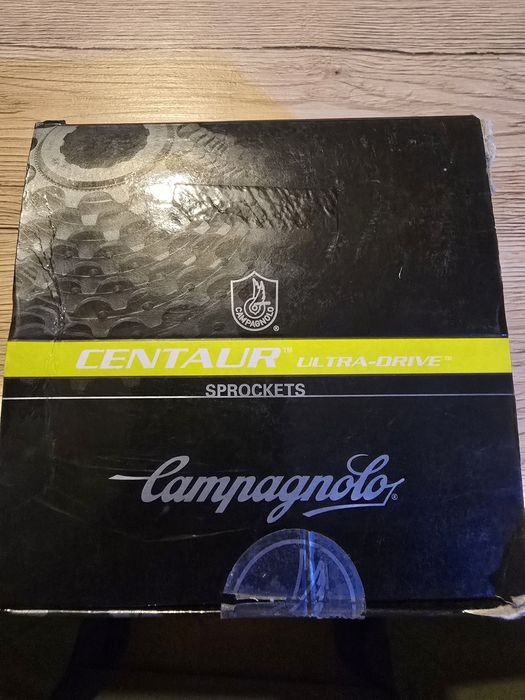 CAMPAGNOLO
®
CENTAUR™ ULTRA-DRIVE™
SPROCKETS
Campagnolo®